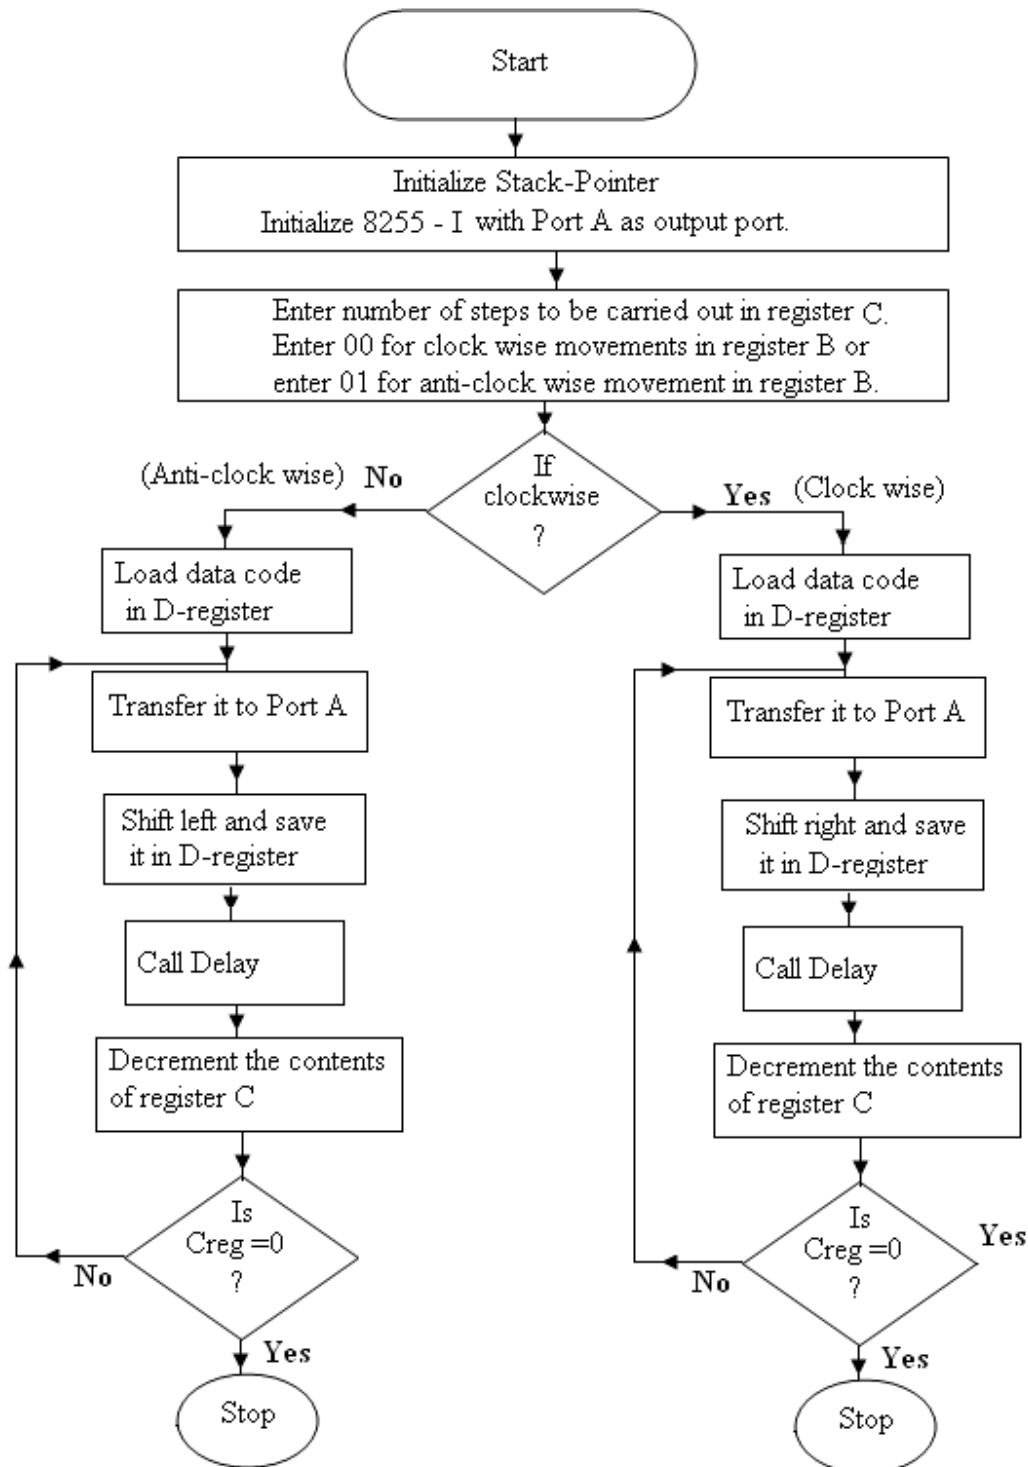 Start
Initialize Stack-Pointer
Initialize 8255 - I with Port A as output port.
Enter number of steps to be carried out in register C.
Enter 00 for clock wise movements in register B or
enter 01 for anti-clock wise movement in register B.
If
clockwise
?
(Anti-clock wise) No
Yes (Clock wise)
Load data code
in D-register
Transfer it to Port A
Shift left and save
it in D-register
Call Delay
Decrement the contents
of register C
Is
Creg =0
?
No
Yes
Stop
Load data code
in D-register
Transfer it to Port A
Shift right and save
it in D-register
Call Delay
Decrement the contents
of register C
Is
Creg =0
?
Yes
No
Yes
Stop